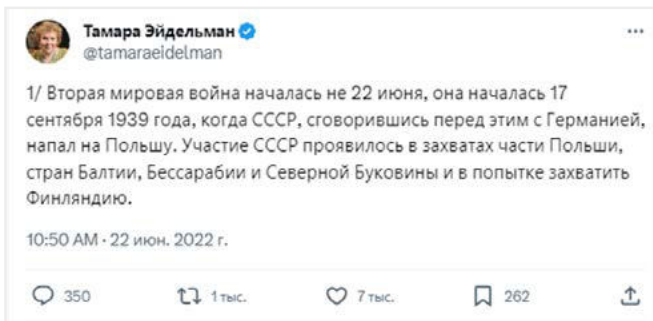 Тамара Эйдельман
@tamaraeidelman
1/ Вторая мировая война началась не 22 июня, она началась 17
сентября 1939 года, когда СССР, сговорившись перед этим с Германией,
напал на Польшу. Участие СССР проявилось в захватах части Польши,
стран Балтии, Бессарабии и Северной Буковины и в попытке захватить
Финляндию.
10:50 AM · 22 июн. 2022 г.
350 1 тыс. 7 тыс. 262